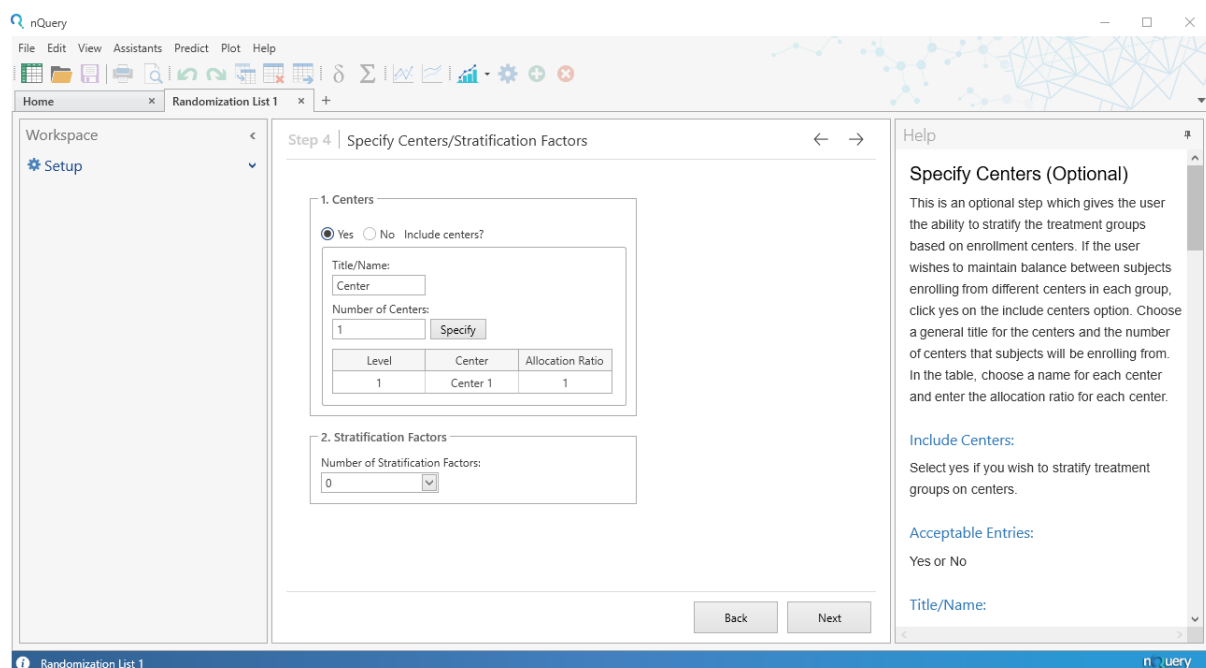 nQuery
File Edit View Assistants Predict Plot Help
Home × Randomization List 1 × +
Workspace
Setup
Step 4 | Specify Centers/Stratification Factors
1. Centers
Yes No Include centers?
Title/Name:
Center
Number of Centers:
1 Specify
Level Center Allocation Ratio
1 Center 1 1
2. Stratification Factors
Number of Stratification Factors:
0
Back Next
Help
Specify Centers (Optional)
This is an optional step which gives the user
the ability to stratify the treatment groups
based on enrollment centers. If the user
wishes to maintain balance between subjects
enrolling from different centers in each group,
click yes on the include centers option. Choose
a general title for the centers and the number
of centers that subjects will be enrolling from.
In the table, choose a name for each center
and enter the allocation ratio for each center.
Include Centers:
Select yes if you wish to stratify treatment
groups on centers.
Acceptable Entries:
Yes or No
Title/Name:
Randomization List 1
nQuery